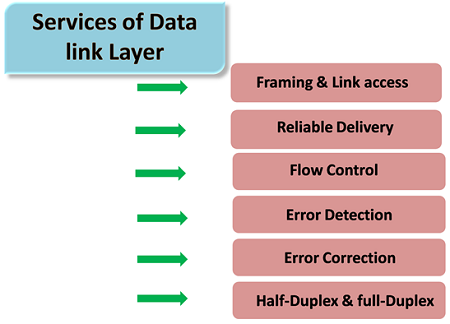 Services of Data
link Layer
Framing & Link access
Reliable Delivery
Flow Control
Error Detection
Error Correction
Half-Duplex & full-Duplex